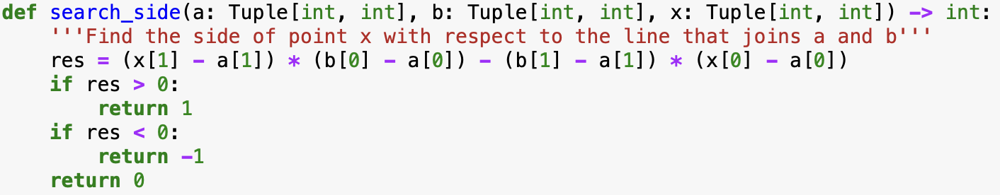 def search_side(a: Tuple[int, int], b: Tuple[int, int], x: Tuple[int, int]) -> int:
    '''Find the side of point x with respect to the line that joins a and b'''
    res = (x[1] - a[1]) * (b[0] - a[0]) - (b[1] - a[1]) * (x[0] - a[0])
    if res > 0:
        return 1
    if res < 0:
        return -1
    return 0